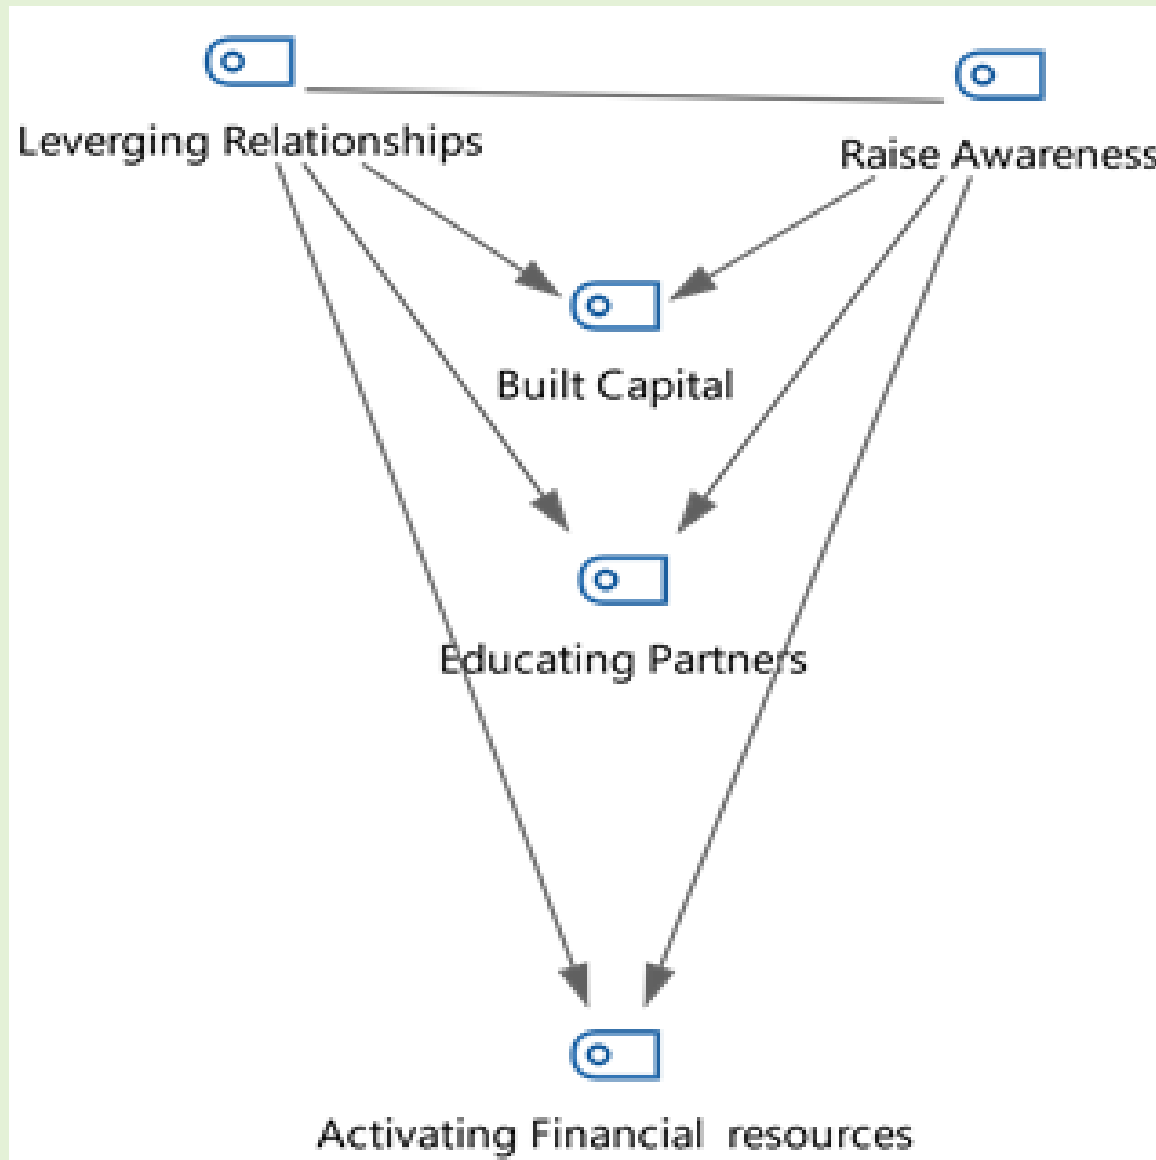 Leverging Relationships
Raise Awareness
Built Capital
Educating Partners
Activating Financial resources